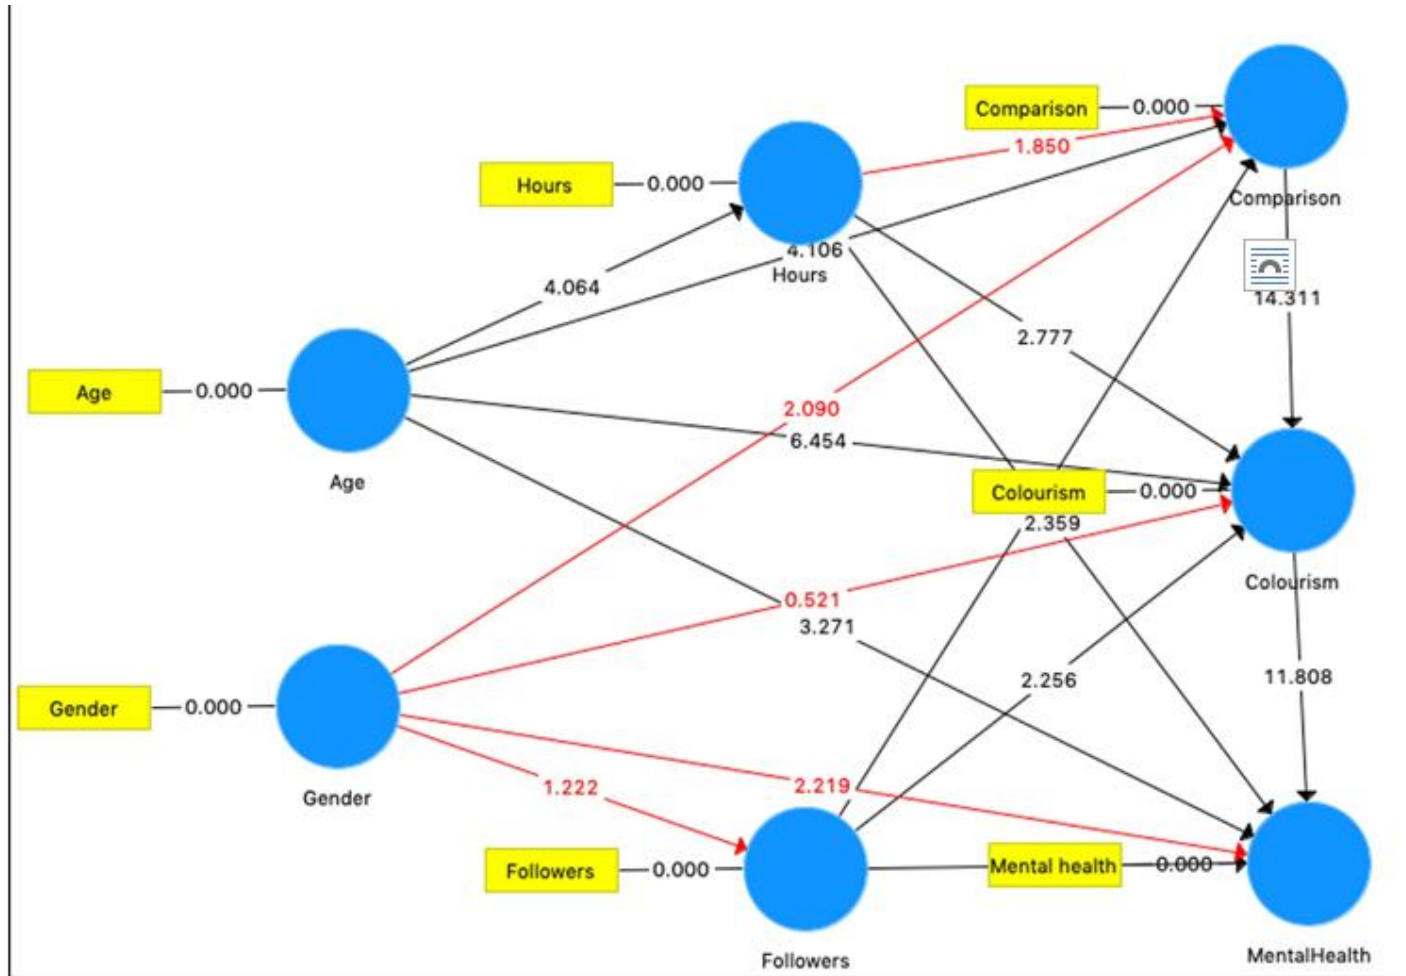 Comparison
0.000
1.850
Comparison
Hours
0.000
4.106
Hours
4.064
14.311
2.777
Age
0.000
Age
2.090
6.454
Colourism
0.000
2.359
Colourism
0.521
3.271
2.256
11.808
Gender
0.000
Gender
1.222
2.219
Followers
0.000
Followers
Mental health
0.000
MentalHealth